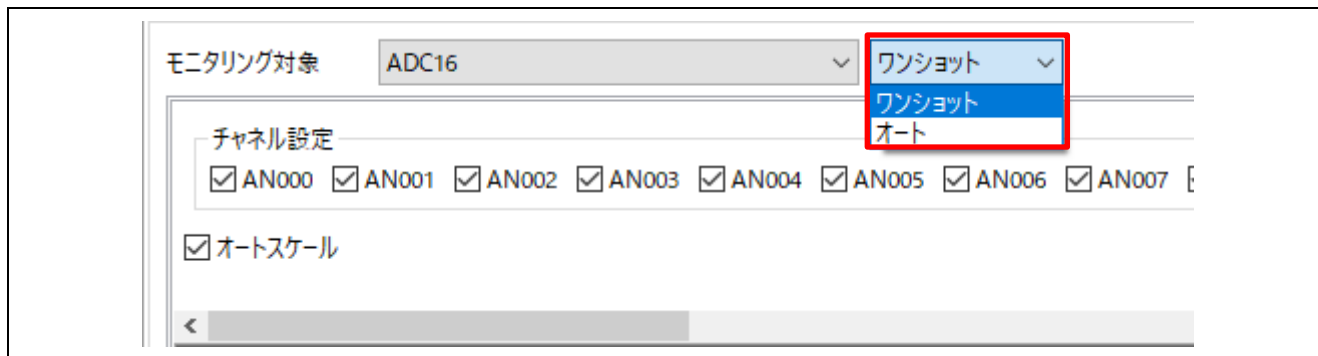 モニタリング対象 ADC16 ワンショット
ワンショット
オート
チャネル設定
AN000 AN001 AN002 AN003 AN004 AN005 AN006 AN007
オートスケール